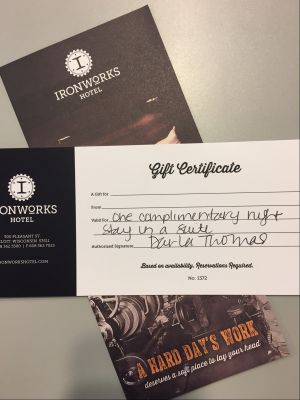 IRONWORKS
HOTEL
IRONWORKS
HOTEL
500 PLEASANT ST.
BELOIT, WISCONSIN 53511
IRONWORKSHOTEL.COM
Gift Certificate
A Gift for
From
Valid for one complimentary night
stay in a suite
Authorized Signature Darla Thomas
Based on availability. Reservations Required.
No: 1572
A HARD DAY'S WORK
deserves a soft place to lay your head